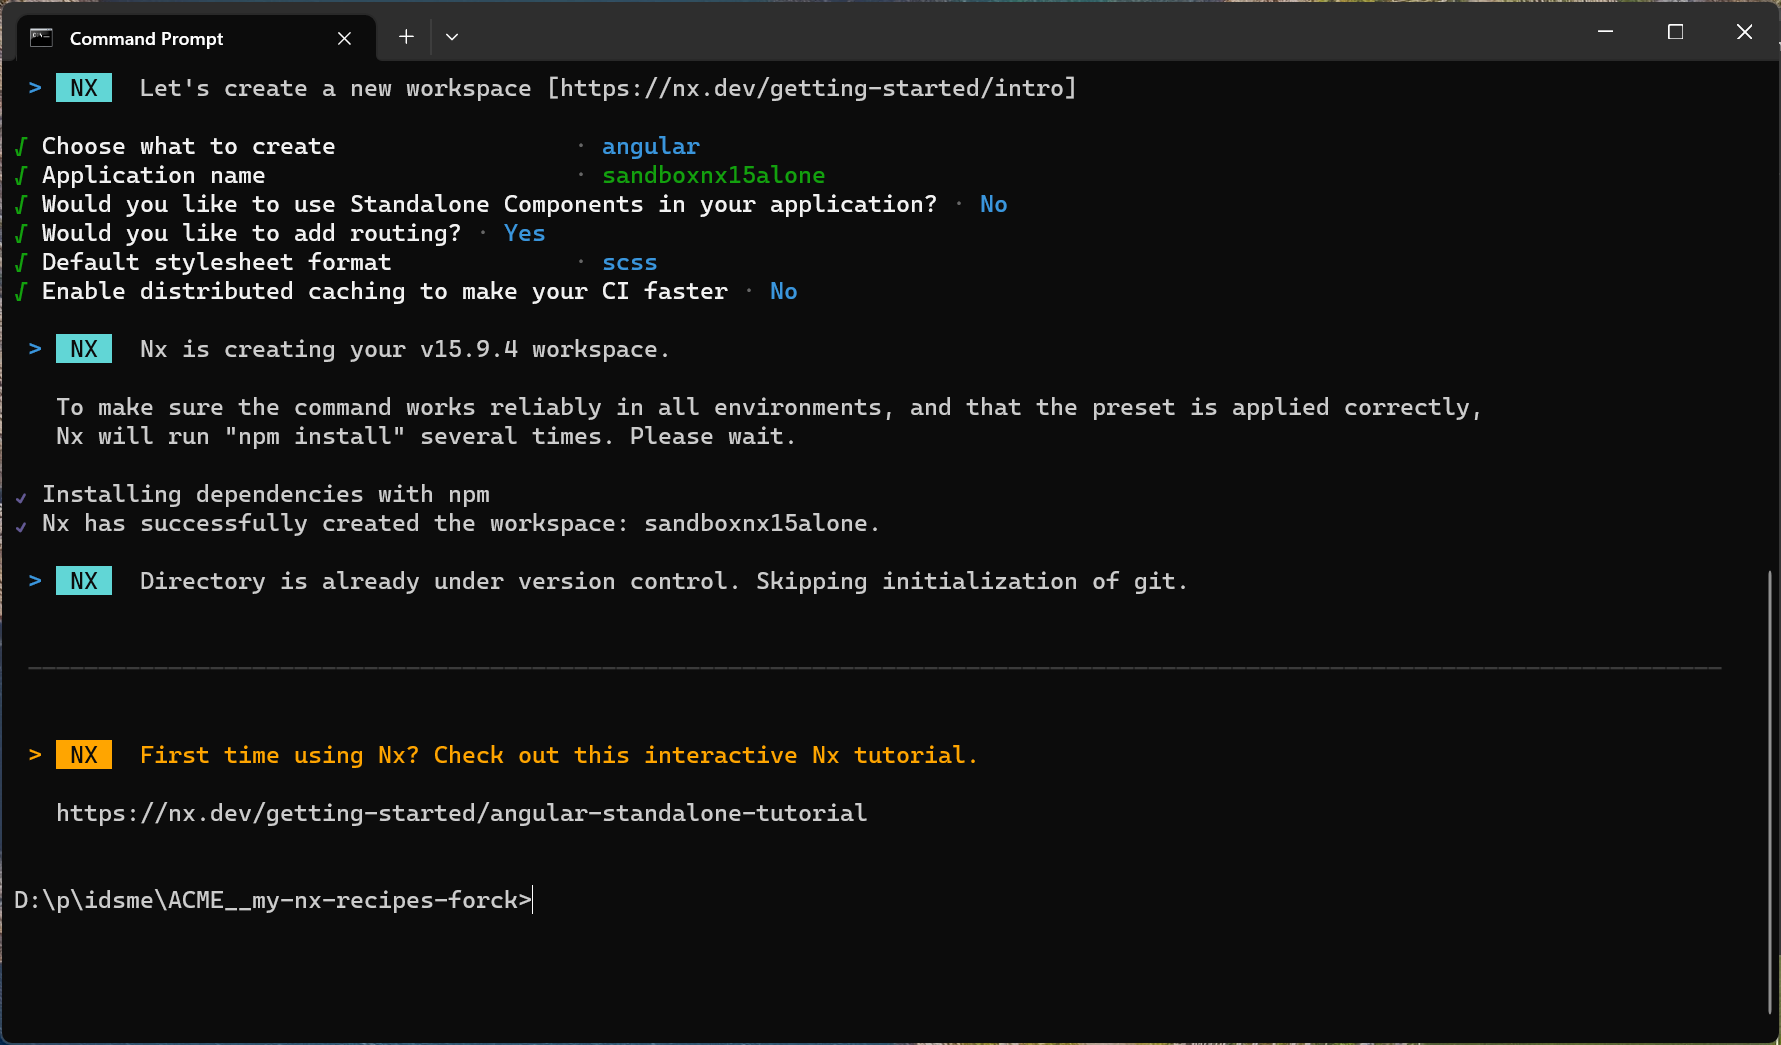 Command Prompt
> NX Let's create a new workspace [https://nx.dev/getting-started/intro]
√ Choose what to create · angular
√ Application name · sandboxnx15alone
√ Would you like to use Standalone Components in your application? · No
√ Would you like to add routing? · Yes
√ Default stylesheet format · scss
√ Enable distributed caching to make your CI faster · No
> NX Nx is creating your v15.9.4 workspace.
To make sure the command works reliably in all environments, and that the preset is applied correctly,
Nx will run "npm install" several times. Please wait.
✔ Installing dependencies with npm
✔ Nx has successfully created the workspace: sandboxnx15alone.
> NX Directory is already under version control. Skipping initialization of git.
> NX First time using Nx? Check out this interactive Nx tutorial.
https://nx.dev/getting-started/angular-standalone-tutorial
D:\p\idsme\ACME__my-nx-recipes-forck>